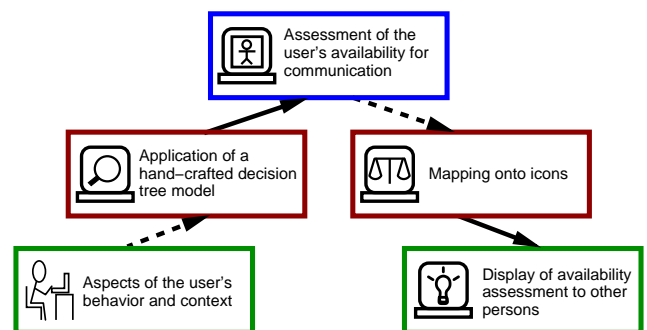 Assessment of the
user's availability for
communication
Application of a
hand−crafted decision
tree model
Mapping onto icons
Aspects of the user's
behavior and context
Display of availability
assessment to other
persons